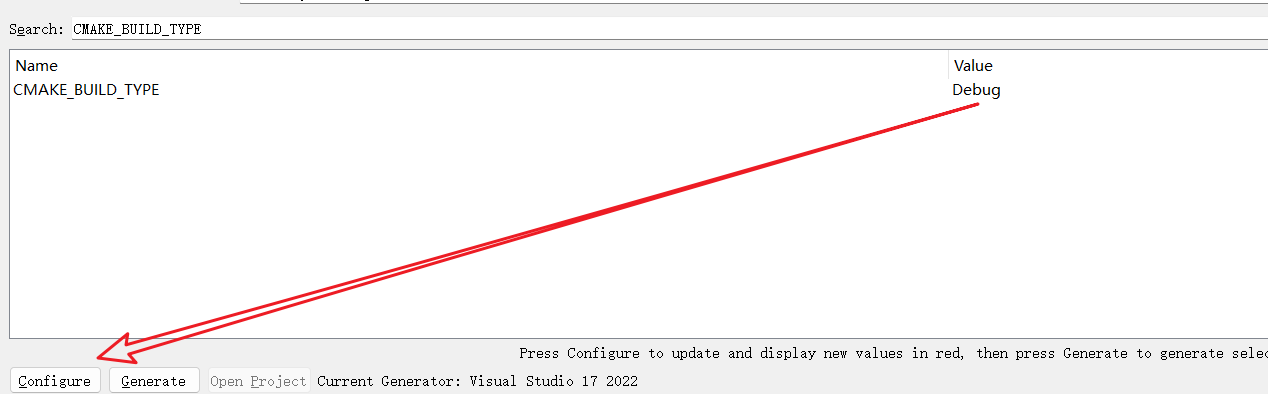 Search: CMAKE_BUILD_TYPE
Name Value
CMAKE_BUILD_TYPE Debug
Press Configure to update and display new values in red, then press Generate to generate selec
Configure Generate Open Project Current Generator: Visual Studio 17 2022